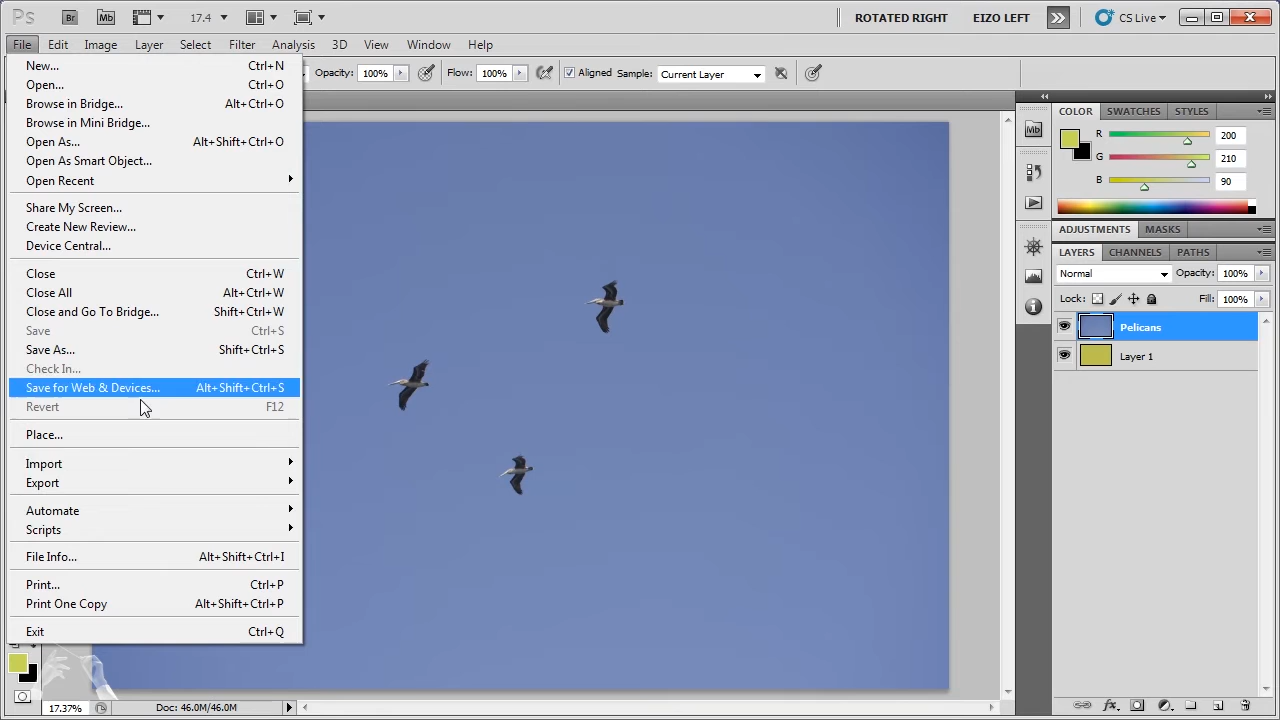 Ps Br Mb 17.4 ROTATED RIGHT EIZO LEFT CS Live
File Edit Image Layer Select Filter Analysis 3D View Window Help
Opacity: 100% Flow: 100% Aligned Sample: Current Layer
New... Ctrl+N
Open... Ctrl+O
Browse in Bridge... Alt+Ctrl+O
Browse in Mini Bridge...
Open As... Alt+Shift+Ctrl+O
Open As Smart Object...
Open Recent
Share My Screen...
Create New Review...
Device Central...
Close Ctrl+W
Close All Alt+Ctrl+W
Close and Go To Bridge... Shift+Ctrl+W
Save Ctrl+S
Save As... Shift+Ctrl+S
Check In...
Save for Web & Devices... Alt+Shift+Ctrl+S
Revert F12
Place...
Import
Export
Automate
Scripts
File Info... Alt+Shift+Ctrl+I
Print... Ctrl+P
Print One Copy Alt+Shift+Ctrl+P
Exit Ctrl+Q
17.37% Doc: 46.0M/46.0M
Mb
COLOR SWATCHES STYLES
R 200
G 210
B 90
ADJUSTMENTS MASKS
LAYERS CHANNELS PATHS
Normal Opacity: 100%
Lock: Fill: 100%
Pelicans
Layer 1
fx